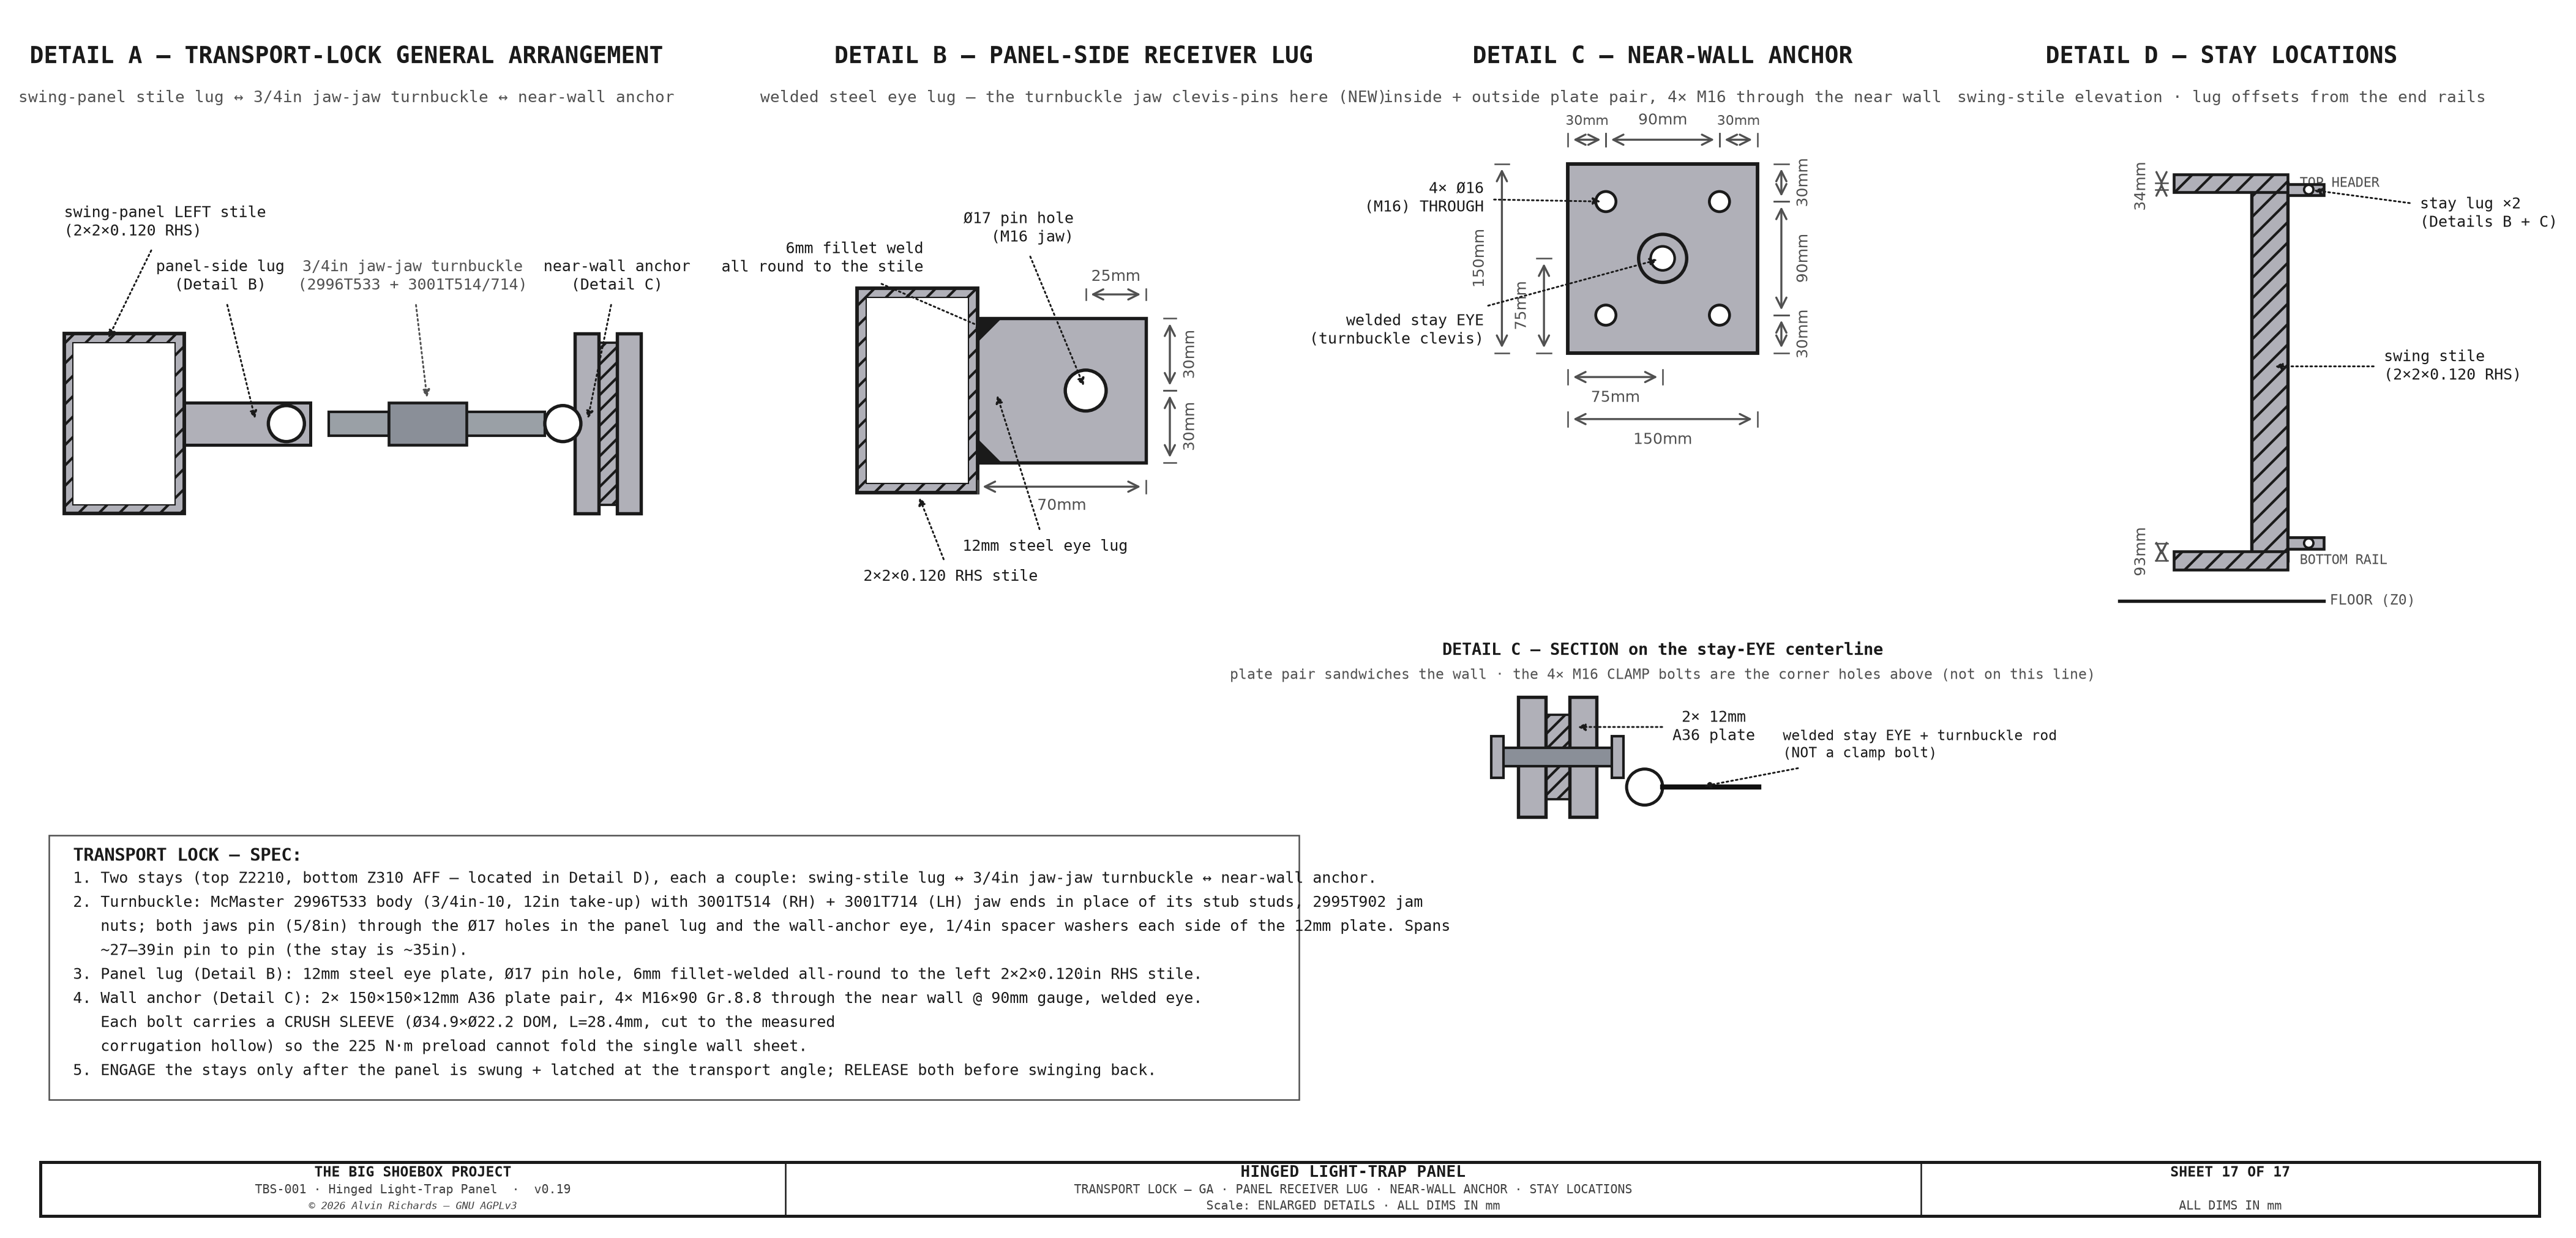 DETAIL A — TRANSPORT-LOCK GENERAL ARRANGEMENT
swing-panel stile lug ↔ 3/4in jaw-jaw turnbuckle ↔ near-wall anchor
swing-panel LEFT stile
(2×2×0.120 RHS)
panel-side lug
(Detail B)
3/4in jaw-jaw turnbuckle
(2996T533 + 3001T514/714)
near-wall anchor
(Detail C)
DETAIL B — PANEL-SIDE RECEIVER LUG
welded steel eye lug — the turnbuckle jaw clevis-pins here (NEW)
Ø17 pin hole
(M16 jaw)
6mm fillet weld
all round to the stile
25mm
30mm
30mm
70mm
12mm steel eye lug
2×2×0.120 RHS stile
DETAIL C — NEAR-WALL ANCHOR
inside + outside plate pair, 4× M16 through the near wall
30mm
90mm
30mm
4× Ø16
(M16) THROUGH
150mm
75mm
30mm
90mm
30mm
welded stay EYE
(turnbuckle clevis)
75mm
150mm
DETAIL D — STAY LOCATIONS
swing-stile elevation · lug offsets from the end rails
34mm
TOP HEADER
stay lug ×2
(Details B + C)
swing stile
(2×2×0.120 RHS)
93mm
BOTTOM RAIL
FLOOR (Z0)
DETAIL C — SECTION on the stay-EYE centerline
plate pair sandwiches the wall · the 4× M16 CLAMP bolts are the corner holes above (not on this line)
2× 12mm
A36 plate
welded stay EYE + turnbuckle rod
(NOT a clamp bolt)
TRANSPORT LOCK — SPEC:
1. Two stays (top Z2210, bottom Z310 AFF — located in Detail D), each a couple: swing-stile lug ↔ 3/4in jaw-jaw turnbuckle ↔ near-wall anchor.
2. Turnbuckle: McMaster 2996T533 body (3/4in-10, 12in take-up) with 3001T514 (RH) + 3001T714 (LH) jaw ends in place of its stub studs, 2995T902 jam
nuts; both jaws pin (5/8in) through the Ø17 holes in the panel lug and the wall-anchor eye, 1/4in spacer washers each side of the 12mm plate. Spans
~27–39in pin to pin (the stay is ~35in).
3. Panel lug (Detail B): 12mm steel eye plate, Ø17 pin hole, 6mm fillet-welded all-round to the left 2×2×0.120in RHS stile.
4. Wall anchor (Detail C): 2× 150×150×12mm A36 plate pair, 4× M16×90 Gr.8.8 through the near wall @ 90mm gauge, welded eye.
Each bolt carries a CRUSH SLEEVE (Ø34.9×Ø22.2 DOM, L=28.4mm, cut to the measured
corrugation hollow) so the 225 N·m preload cannot fold the single wall sheet.
5. ENGAGE the stays only after the panel is swung + latched at the transport angle; RELEASE both before swinging back.
THE BIG SHOEBOX PROJECT
TBS-001 · Hinged Light-Trap Panel · v0.19
© 2026 Alvin Richards — GNU AGPLv3
HINGED LIGHT-TRAP PANEL
TRANSPORT LOCK — GA · PANEL RECEIVER LUG · NEAR-WALL ANCHOR · STAY LOCATIONS
Scale: ENLARGED DETAILS · ALL DIMS IN mm
SHEET 17 OF 17
ALL DIMS IN mm